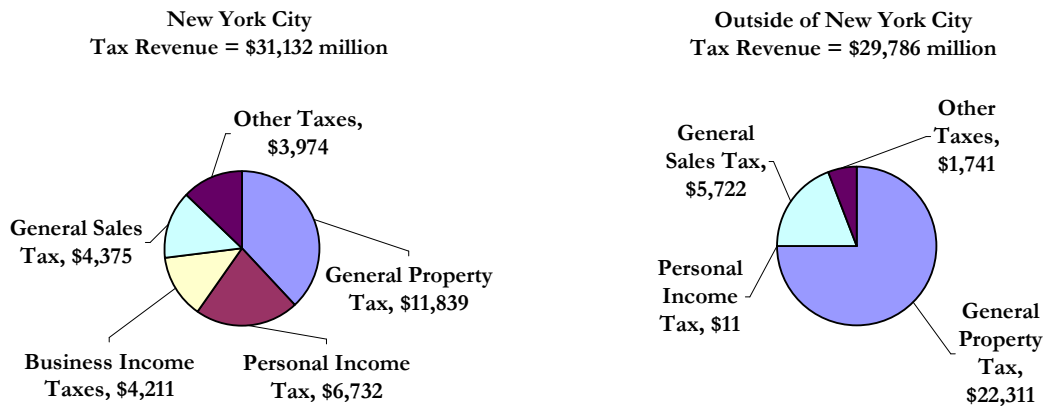 New York City
Tax Revenue = $31,132 million
Other Taxes,
$3,974
General Sales
Tax, $4,375
General Property
Tax, $11,839
Business Income
Taxes, $4,211
Personal Income
Tax, $6,732
Outside of New York City
Tax Revenue = $29,786 million
Other
Taxes,
$1,741
General
Sales Tax,
$5,722
Personal
Income
Tax, $11
General
Property
Tax,
$22,311